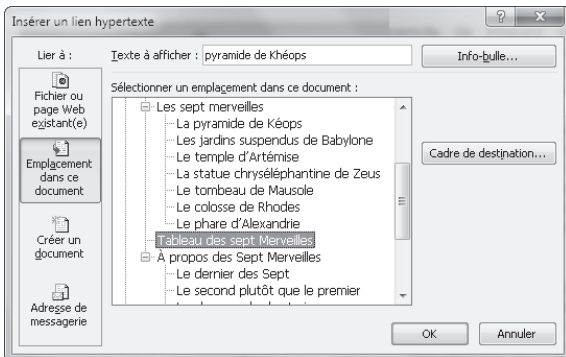 Insérer un lien hypertexte
Lier à :
Texte à afficher : pyramide de Khéops
Info-bulle...
Fichier ou
page Web
existant(e)
Emplacement
dans ce
document
Créer un
document
Adresse de
messagerie
Sélectionner un emplacement dans ce document :
Les sept merveilles
La pyramide de Kéops
Les jardins suspendus de Babylone
Le temple d'Artémise
La statue chryséléphantine de Zeus
Le tombeau de Mausole
Le colosse de Rhodes
Le phare d'Alexandrie
Tableau des sept Merveilles
À propos des Sept Merveilles
Le dernier des Sept
Le second plutôt que le premier
Cadre de destination...
OK
Annuler